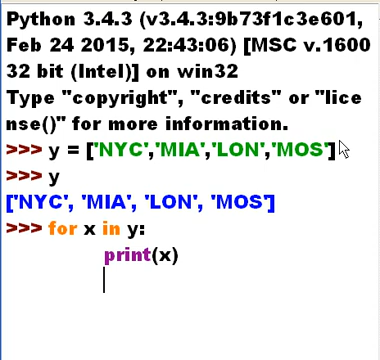 Python 3.4.3 (v3.4.3:9b73f1c3e601,
Feb 24 2015, 22:43:06) [MSC v.1600
32 bit (Intel)] on win32
Type "copyright", "credits" or "lice
nse()" for more information.
>>> y = ['NYC','MIA','LON','MOS']
>>> y
['NYC', 'MIA', 'LON', 'MOS']
>>> for x in y:
print(x)